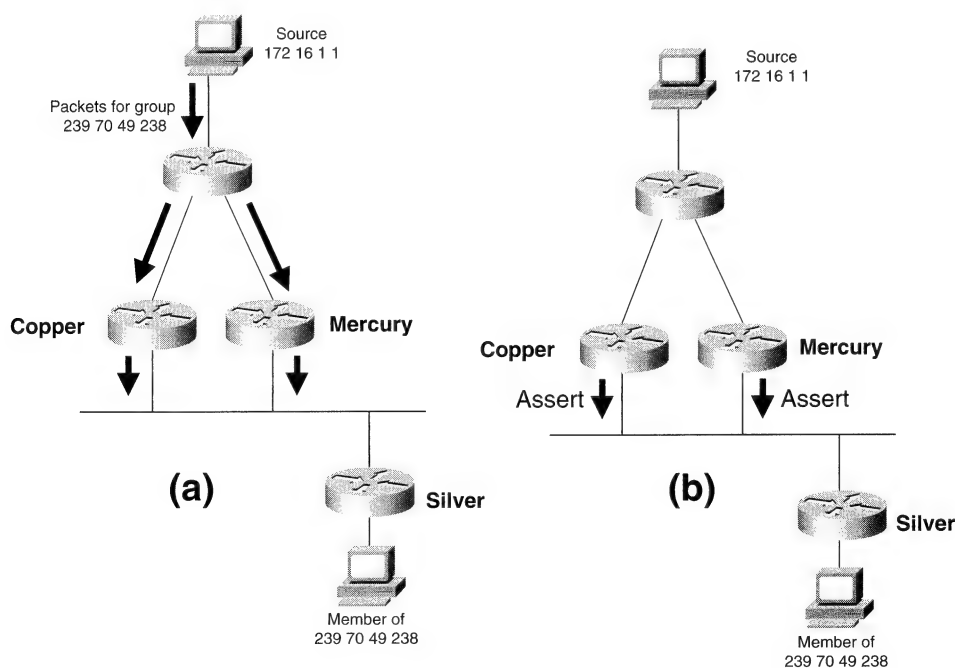 Source
172 16 1 1
Packets for group
239 70 49 238
Copper
Mercury
(a)
Silver
Member of
239 70 49 238
Source
172 16 1 1
Copper
Mercury
Assert
Assert
(b)
Silver
Member of
239 70 49 238